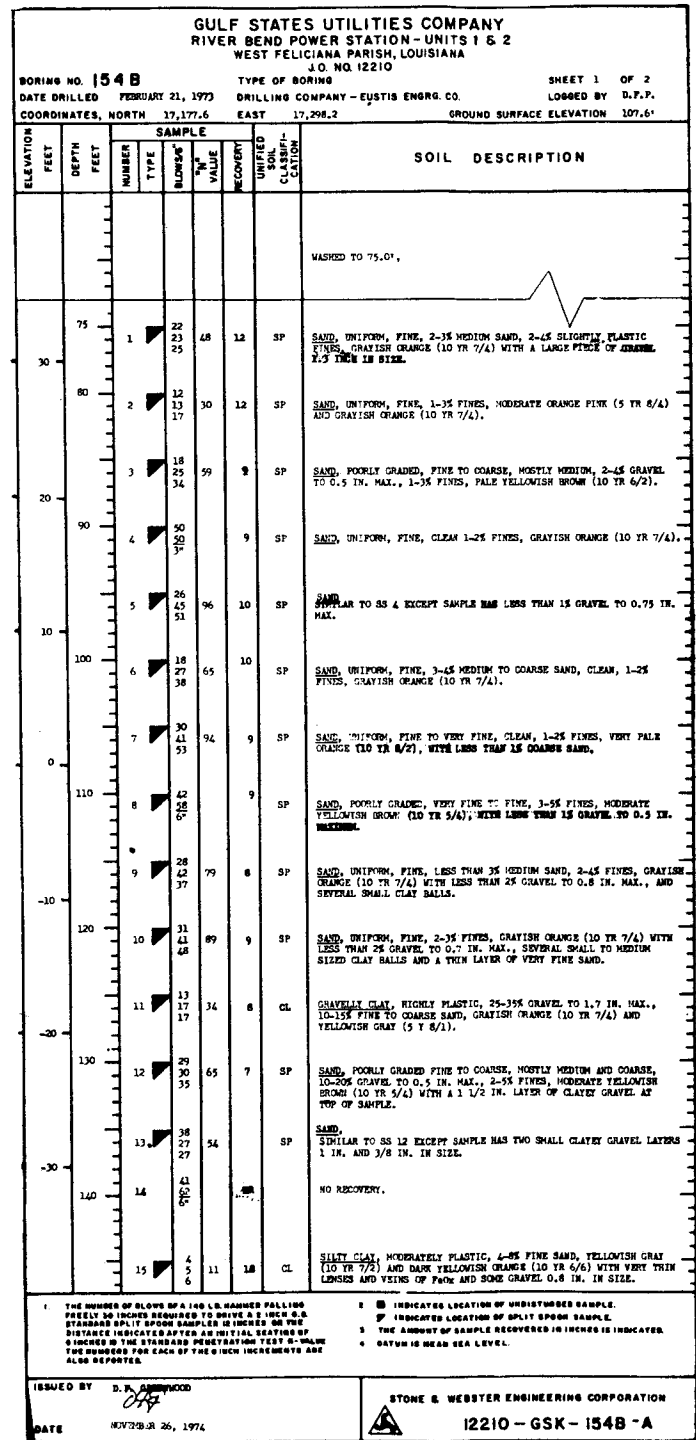 GULF STATES UTILITIES COMPANY
RIVER BEND POWER STATION - UNITS 1 & 2
WEST FELICIANA PARISH, LOUISIANA
J.O. NO. 12210
BORING NO. 154 B TYPE OF BORING SHEET 1 OF 2
DATE DRILLED FEBRUARY 21, 1973 DRILLING COMPANY - EUSTIS ENGRG. CO. LOGGED BY D.F.P.
COORDINATES, NORTH 17,177.6 EAST 17,298.2 GROUND SURFACE ELEVATION 107.6'
ELEVATION FEET
DEPTH FEET
SAMPLE
NUMBER
TYPE
BLOWS/6"
"N" VALUE
RECOVERY
UNIFIED SOIL CLASSIFI-CATION
SOIL DESCRIPTION
WASHED TO 75.0',
75
1 22 23 25 48 12 SP SAND, UNIFORM, FINE, 2-3% MEDIUM SAND, 2-4% SLIGHTLY PLASTIC
FINES, GRAYISH ORANGE (10 YR 7/4) WITH A LARGE PIECE OF GRAVEL
1.5 INCH IN SIZE.
30
80
2 12 13 17 30 12 SP SAND, UNIFORM, FINE, 1-3% FINES, MODERATE ORANGE PINK (5 YR 8/4)
AND GRAYISH ORANGE (10 YR 7/4).
3 18 25 34 59 SP SAND, POORLY GRADED, FINE TO COARSE, MOSTLY MEDIUM, 2-4% GRAVEL
TO 0.5 IN. MAX., 1-3% FINES, PALE YELLOWISH BROWN (10 YR 6/2).
20
90
4 50 50 3" 9 SP SAND, UNIFORM, FINE, CLEAN 1-2% FINES, GRAYISH ORANGE (10 YR 7/4).
5 26 45 51 96 10 SP SAND
SIMILAR TO SS 4 EXCEPT SAMPLE HAS LESS THAN 1% GRAVEL TO 0.75 IN.
MAX.
10
100
6 18 27 38 65 10 SP SAND, UNIFORM, FINE, 3-4% MEDIUM TO COARSE SAND, CLEAN, 1-2%
FINES, GRAYISH ORANGE (10 YR 7/4).
7 30 41 53 94 9 SP SAND, UNIFORM, FINE TO VERY FINE, CLEAN, 1-2% FINES, VERY PALE
ORANGE (10 YR 8/2), WITH LESS THAN 1% COARSE SAND.
0
110
8 42 58 6" 9 SP SAND, POORLY GRADED, VERY FINE TO FINE, 3-5% FINES, MODERATE
YELLOWISH BROWN (10 YR 5/4), WITH LESS THAN 1% GRAVEL TO 0.5 IN.
MAXIMUM.
9 28 42 37 79 8 SP SAND, UNIFORM, FINE, LESS THAN 3% MEDIUM SAND, 2-4% FINES, GRAYISH
ORANGE (10 YR 7/4) WITH LESS THAN 2% GRAVEL TO 0.8 IN. MAX., AND
SEVERAL SMALL CLAY BALLS.
-10
120
10 31 41 48 89 9 SP SAND, UNIFORM, FINE, 2-3% FINES, GRAYISH ORANGE (10 YR 7/4) WITH
LESS THAN 2% GRAVEL TO 0.7 IN. MAX., SEVERAL SMALL TO MEDIUM
SIZED CLAY BALLS AND A THIN LAYER OF VERY FINE SAND.
11 13 17 17 34 6 CL GRAVELLY CLAY, HIGHLY PLASTIC, 25-35% GRAVEL TO 1.7 IN. MAX.,
10-15% FINE TO COARSE SAND, GRAYISH ORANGE (10 YR 7/4) AND
YELLOWISH GRAY (5 Y 8/1).
-20
130
12 29 30 35 65 7 SP SAND, POORLY GRADED FINE TO COARSE, MOSTLY MEDIUM AND COARSE,
10-20% GRAVEL TO 0.5 IN. MAX., 2-5% FINES, MODERATE YELLOWISH
BROWN (10 YR 5/4) WITH A 1 1/2 IN. LAYER OF CLAYEY GRAVEL AT
TOP OF SAMPLE.
13 38 27 27 54 SP SAND,
SIMILAR TO SS 12 EXCEPT SAMPLE HAS TWO SMALL CLAYEY GRAVEL LAYERS
1 IN. AND 3/8 IN. IN SIZE.
-30
140
14 41 62 6" NO RECOVERY.
15 4 5 6 11 18 CL SILTY CLAY, MODERATELY PLASTIC, 4-8% FINE SAND, YELLOWISH GRAY
(10 YR 7/2) AND DARK YELLOWISH ORANGE (10 YR 6/6) WITH VERY THIN
LENSES AND VEINS OF FeOx AND SOME GRAVEL 0.8 IN. IN SIZE.
1 THE NUMBER OF BLOWS OF A 140 LB. HAMMER FALLING
FREELY 30 INCHES REQUIRED TO DRIVE A 2 INCH O.D.
STANDARD SPLIT SPOON SAMPLER 12 INCHES OR THE
DISTANCE INDICATED AFTER AN INITIAL SEATING OF
6 INCHES IS THE STANDARD PENETRATION TEST N-VALUE
THE NUMBERS FOR EACH OF THE 6 INCH INCREMENTS ARE
ALSO REPORTED.
2 INDICATES LOCATION OF UNDISTURBED SAMPLE.
INDICATES LOCATION OF SPLIT SPOON SAMPLE.
3 THE AMOUNT OF SAMPLE RECOVERED IN INCHES IS INDICATED.
4 DATUM IS MEAN SEA LEVEL.
ISSUED BY D. F.
DATE NOVEMBER 26, 1974
STONE & WEBSTER ENGINEERING CORPORATION
12210 - GSK - 154B - A